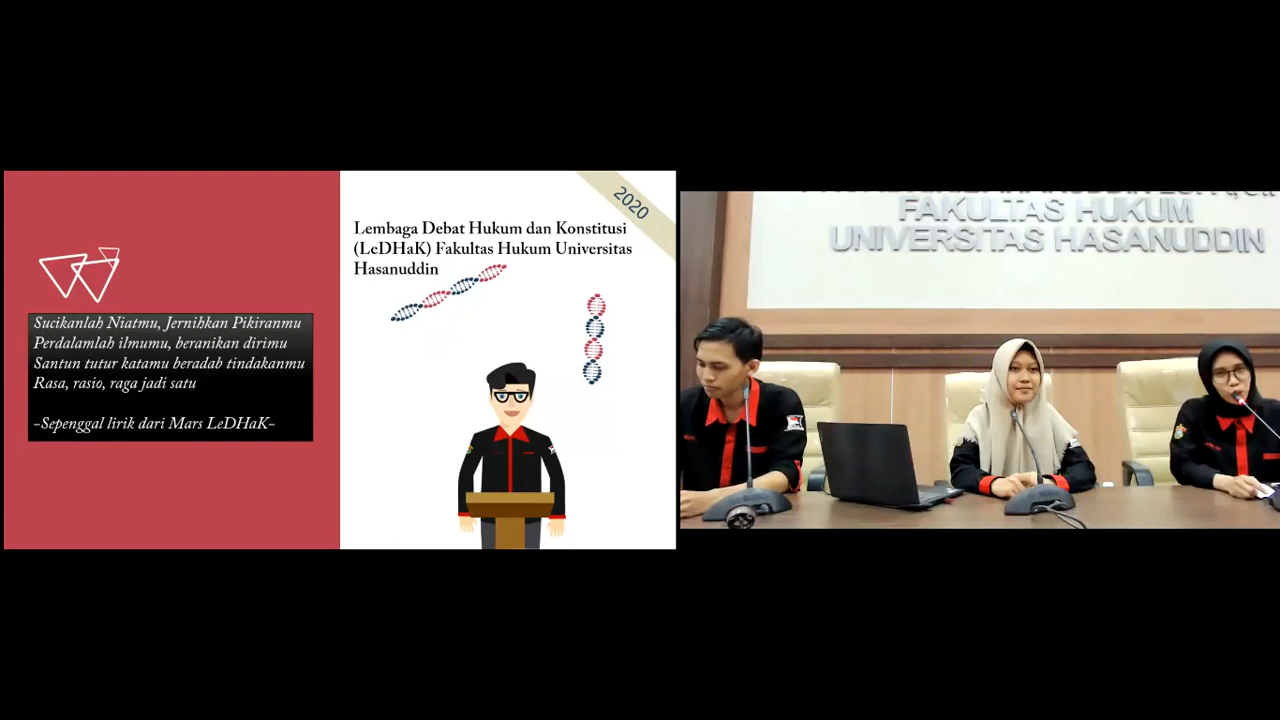 Sucikanlah Niatmu, Jernihkan Pikiranmu
Perdalamlah ilmumu, beranikan dirimu
Santun tutur katamu beradab tindakanmu
Rasa, rasio, raga jadi satu
-Sepenggal lirik dari Mars LeDHaK-
2020
Lembaga Debat Hukum dan Konstitusi
(LeDHaK) Fakultas Hukum Universitas
Hasanuddin
FAKULTAS HUKUM
UNIVERSITAS HASANUDDIN